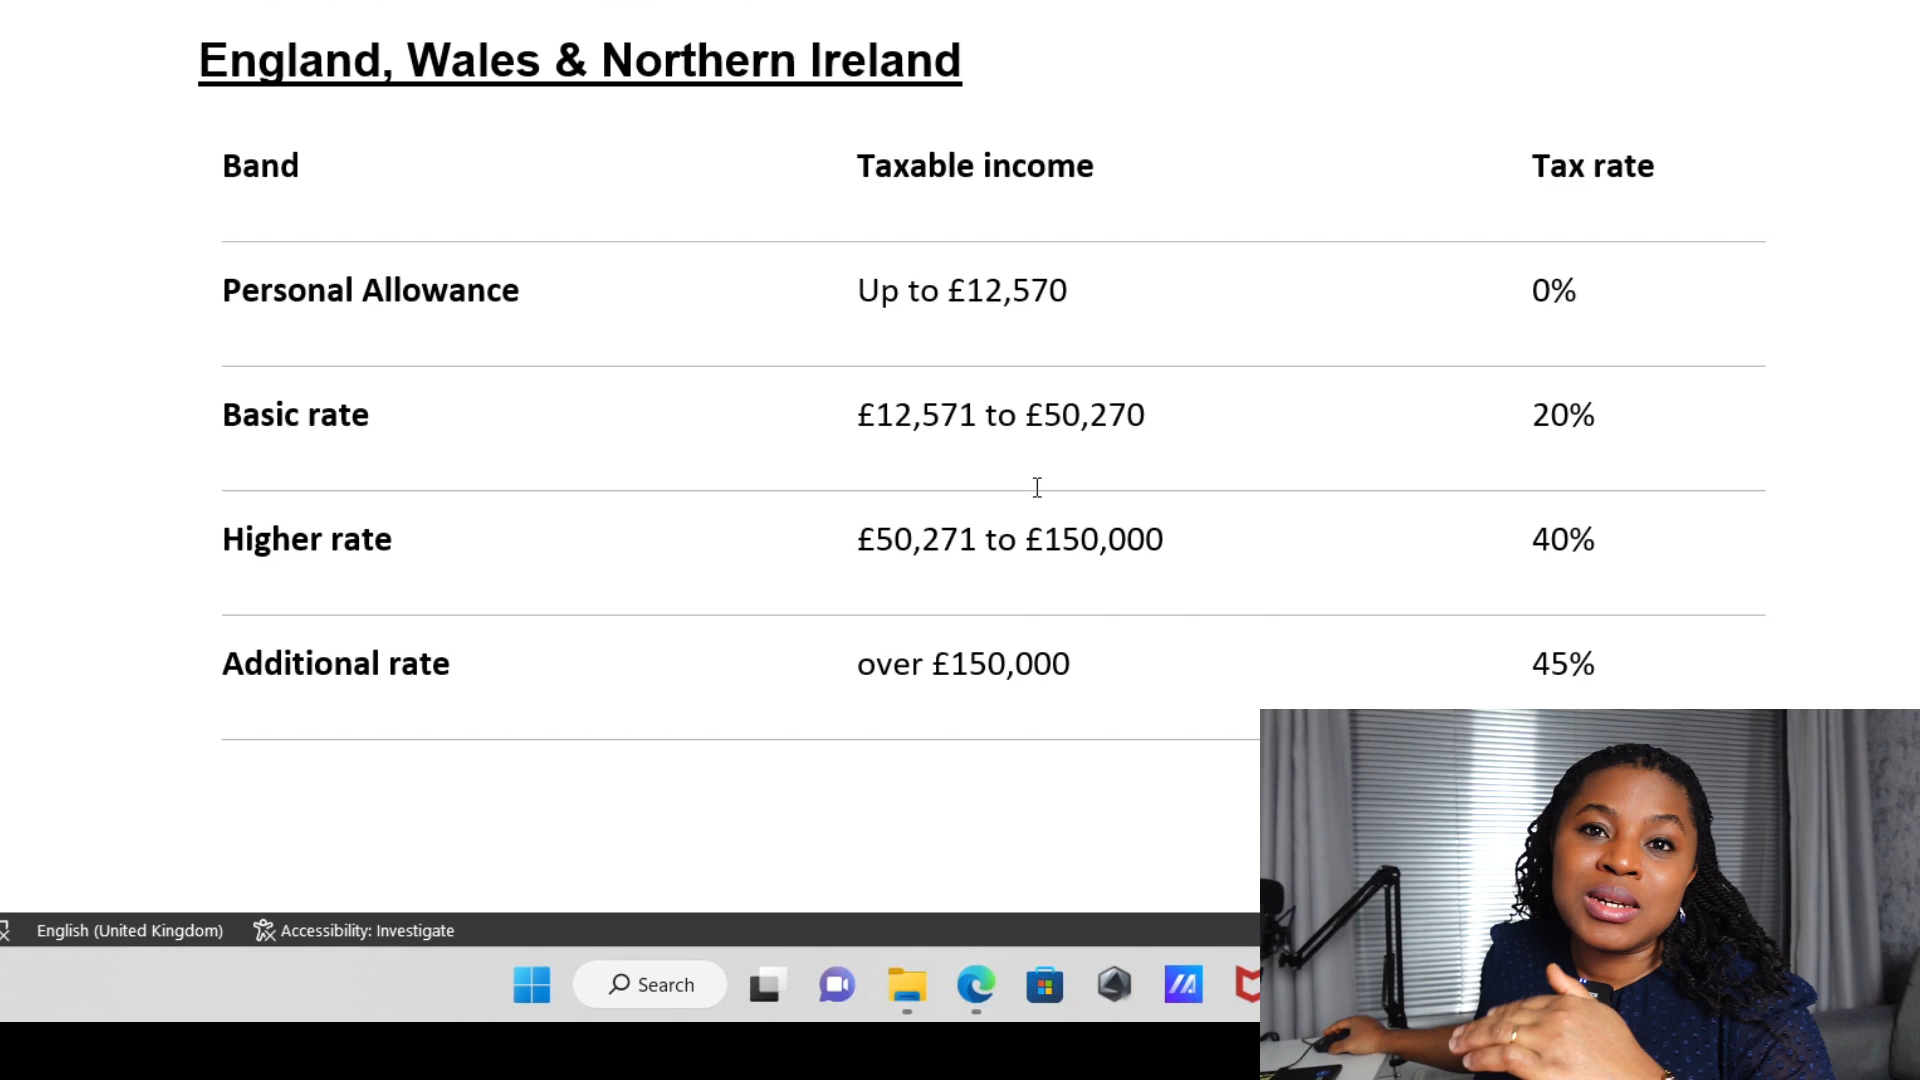 England, Wales & Northern Ireland
Band Taxable income Tax rate
Personal Allowance Up to £12,570 0%
Basic rate £12,571 to £50,270 20%
Higher rate £50,271 to £150,000 40%
Additional rate over £150,000 45%
English (United Kingdom) Accessibility: Investigate
Search